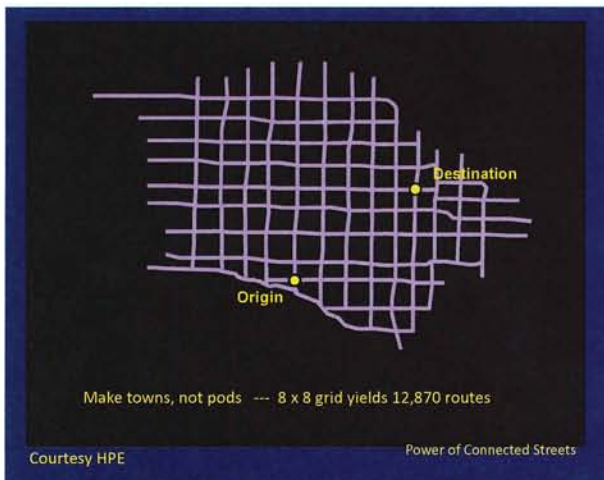 Destination
Origin
Make towns, not pods --- 8 x 8 grid yields 12,870 routes
Power of Connected Streets
Courtesy HPE